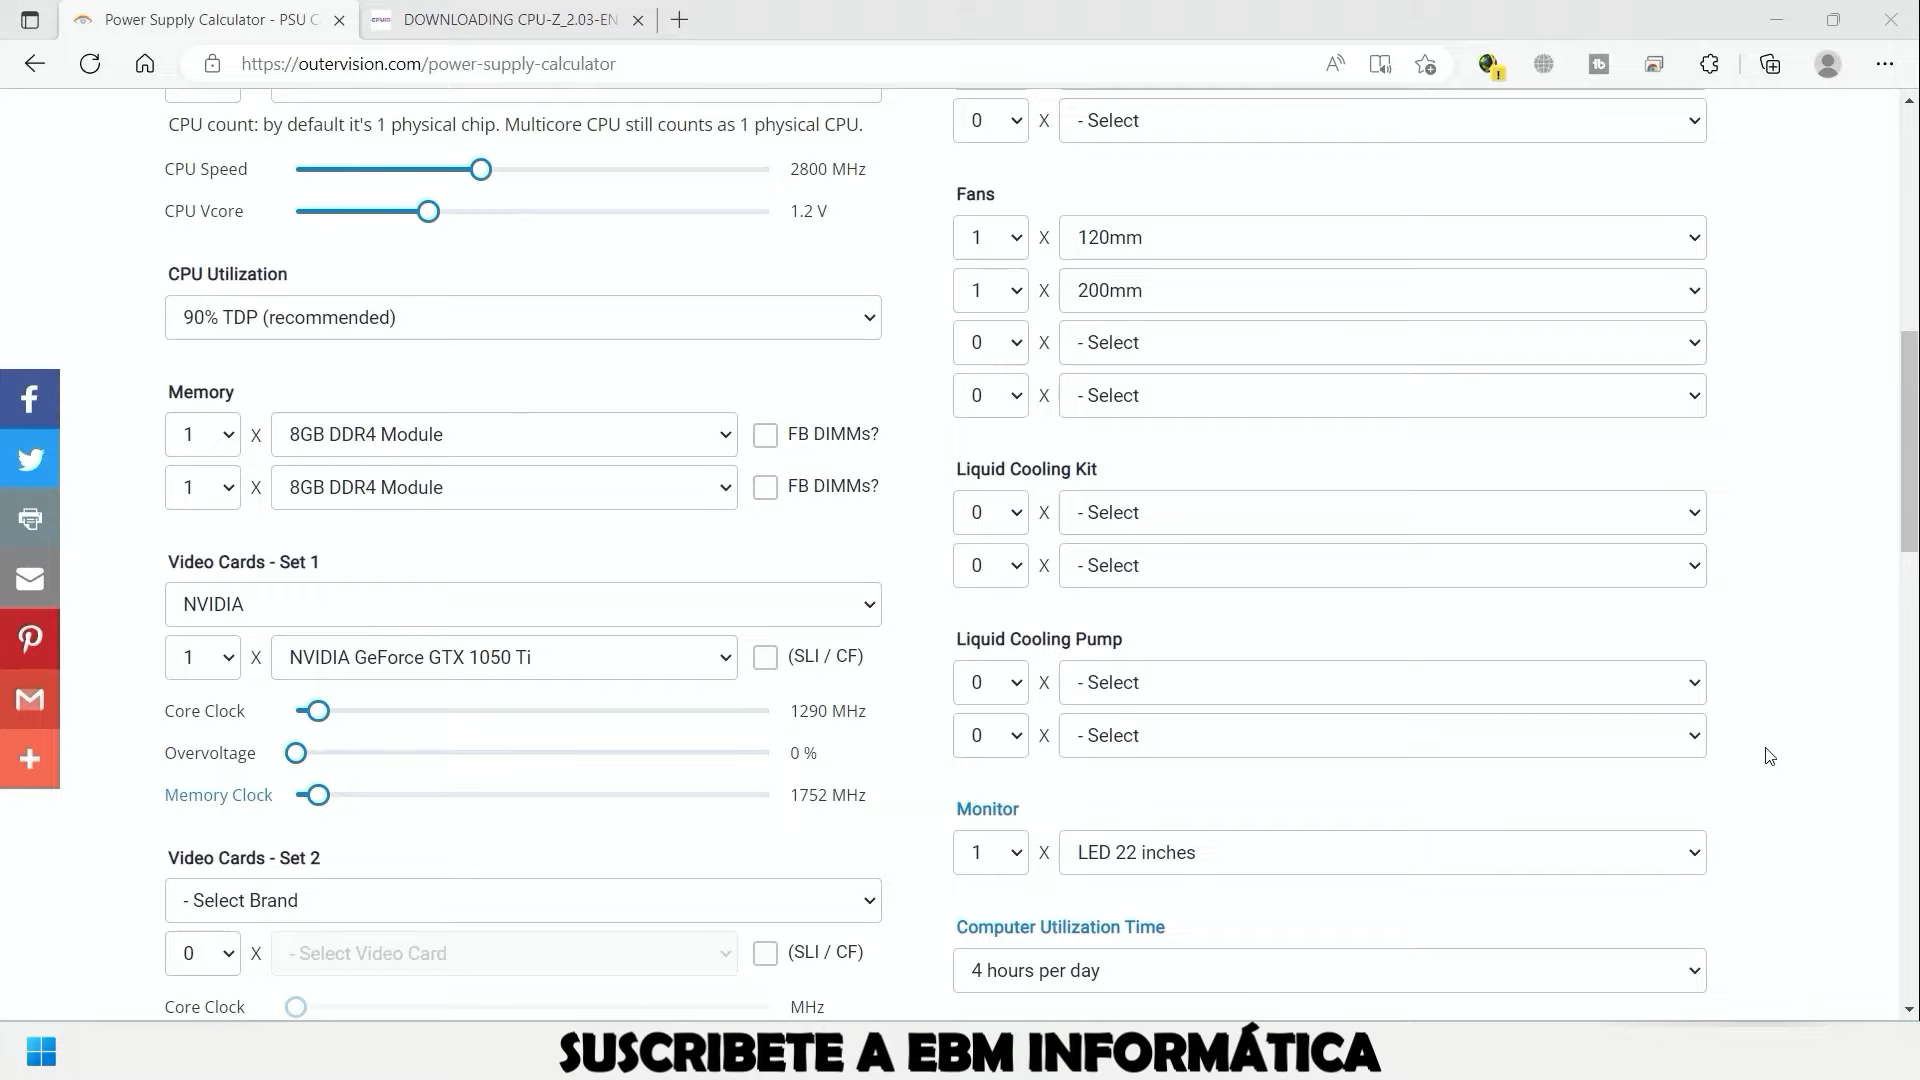 Power Supply Calculator - PSU C
DOWNLOADING CPU-Z_2.03-EN
https://outervision.com/power-supply-calculator
CPU count: by default it's 1 physical chip. Multicore CPU still counts as 1 physical CPU.
CPU Speed 2800 MHz
CPU Vcore 1.2 V
CPU Utilization
90% TDP (recommended)
Memory
1 X 8GB DDR4 Module FB DIMMs?
1 X 8GB DDR4 Module FB DIMMs?
Video Cards - Set 1
NVIDIA
1 X NVIDIA GeForce GTX 1050 Ti (SLI / CF)
Core Clock 1290 MHz
Overvoltage 0 %
Memory Clock 1752 MHz
Video Cards - Set 2
- Select Brand
0 X - Select Video Card (SLI / CF)
Core Clock MHz
0 X - Select
Fans
1 X 120mm
1 X 200mm
0 X - Select
0 X - Select
Liquid Cooling Kit
0 X - Select
0 X - Select
Liquid Cooling Pump
0 X - Select
0 X - Select
Monitor
1 X LED 22 inches
Computer Utilization Time
4 hours per day
SUSCRIBETE A EBM INFORMÁTICA